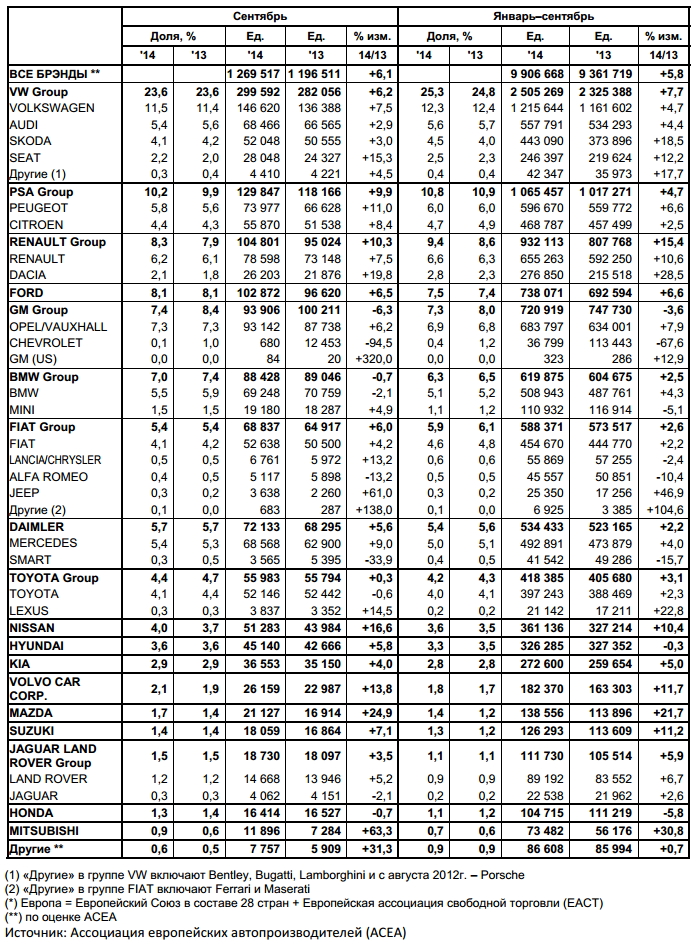 Сентябрь Январь–сентябрь
Доля, % Ед. Ед. % изм. Доля, % Ед. Ед. % изм.
'14 '13 '14 '13 14/13 '14 '13 '14 '13 14/13
ВСЕ БРЭНДЫ ** 1 269 517 1 196 511 +6,1 9 906 668 9 361 719 +5,8
VW Group 23,6 23,6 299 592 282 056 +6,2 25,3 24,8 2 505 269 2 325 388 +7,7
VOLKSWAGEN 11,5 11,4 146 620 136 388 +7,5 12,3 12,4 1 215 644 1 161 602 +4,7
AUDI 5,4 5,6 68 466 66 565 +2,9 5,6 5,7 557 791 534 293 +4,4
SKODA 4,1 4,2 52 048 50 555 +3,0 4,5 4,0 443 090 373 896 +18,5
SEAT 2,2 2,0 28 048 24 327 +15,3 2,5 2,3 246 397 219 624 +12,2
Другие (1) 0,3 0,4 4 410 4 221 +4,5 0,4 0,4 42 347 35 973 +17,7
PSA Group 10,2 9,9 129 847 118 166 +9,9 10,8 10,9 1 065 457 1 017 271 +4,7
PEUGEOT 5,8 5,6 73 977 66 628 +11,0 6,0 6,0 596 670 559 772 +6,6
CITROEN 4,4 4,3 55 870 51 538 +8,4 4,7 4,9 468 787 457 499 +2,5
RENAULT Group 8,3 7,9 104 801 95 024 +10,3 9,4 8,6 932 113 807 768 +15,4
RENAULT 6,2 6,1 78 598 73 148 +7,5 6,6 6,3 655 263 592 250 +10,6
DACIA 2,1 1,8 26 203 21 876 +19,8 2,8 2,3 276 850 215 518 +28,5
FORD 8,1 8,1 102 872 96 620 +6,5 7,5 7,4 738 071 692 594 +6,6
GM Group 7,4 8,4 93 906 100 211 -6,3 7,3 8,0 720 919 747 730 -3,6
OPEL/VAUXHALL 7,3 7,3 93 142 87 738 +6,2 6,9 6,8 683 797 634 001 +7,9
CHEVROLET 0,1 1,0 680 12 453 -94,5 0,4 1,2 36 799 113 443 -67,6
GM (US) 0,0 0,0 84 20 +320,0 0,0 0,0 323 286 +12,9
BMW Group 7,0 7,4 88 428 89 046 -0,7 6,3 6,5 619 875 604 675 +2,5
BMW 5,5 5,9 69 248 70 759 -2,1 5,1 5,2 508 943 487 761 +4,3
MINI 1,5 1,5 19 180 18 287 +4,9 1,1 1,2 110 932 116 914 -5,1
FIAT Group 5,4 5,4 68 837 64 917 +6,0 5,9 6,1 588 371 573 517 +2,6
FIAT 4,1 4,2 52 638 50 500 +4,2 4,6 4,8 454 670 444 770 +2,2
LANCIA/CHRYSLER 0,5 0,5 6 761 5 972 +13,2 0,6 0,6 55 869 57 255 -2,4
ALFA ROMEO 0,4 0,5 5 117 5 898 -13,2 0,5 0,5 45 557 50 851 -10,4
JEEP 0,3 0,2 3 638 2 260 +61,0 0,3 0,2 25 350 17 256 +46,9
Другие (2) 0,1 0,0 683 287 +138,0 0,1 0,0 6 925 3 385 +104,6
DAIMLER 5,7 5,7 72 133 68 295 +5,6 5,4 5,6 534 433 523 165 +2,2
MERCEDES 5,4 5,3 68 568 62 900 +9,0 5,0 5,1 492 891 473 879 +4,0
SMART 0,3 0,5 3 565 5 395 -33,9 0,4 0,5 41 542 49 286 -15,7
TOYOTA Group 4,4 4,7 55 983 55 794 +0,3 4,2 4,3 418 385 405 680 +3,1
TOYOTA 4,1 4,4 52 146 52 442 -0,6 4,0 4,1 397 243 388 469 +2,3
LEXUS 0,3 0,3 3 837 3 352 +14,5 0,2 0,2 21 142 17 211 +22,8
NISSAN 4,0 3,7 51 283 43 984 +16,6 3,6 3,5 361 136 327 214 +10,4
HYUNDAI 3,6 3,6 45 140 42 666 +5,8 3,3 3,5 326 285 327 352 -0,3
KIA 2,9 2,9 36 553 35 150 +4,0 2,8 2,8 272 600 259 654 +5,0
VOLVO CAR
CORP. 2,1 1,9 26 159 22 987 +13,8 1,8 1,7 182 370 163 303 +11,7
MAZDA 1,7 1,4 21 127 16 914 +24,9 1,4 1,2 138 556 113 896 +21,7
SUZUKI 1,4 1,4 18 059 16 864 +7,1 1,3 1,2 126 293 113 609 +11,2
JAGUAR LAND
ROVER Group 1,5 1,5 18 730 18 097 +3,5 1,1 1,1 111 730 105 514 +5,9
LAND ROVER 1,2 1,2 14 668 13 946 +5,2 0,9 0,9 89 192 83 552 +6,7
JAGUAR 0,3 0,3 4 062 4 151 -2,1 0,2 0,2 22 538 21 962 +2,6
HONDA 1,3 1,4 16 414 16 527 -0,7 1,1 1,2 104 715 111 219 -5,8
MITSUBISHI 0,9 0,6 11 896 7 284 +63,3 0,7 0,6 73 482 56 176 +30,8
Другие ** 0,6 0,5 7 757 5 909 +31,3 0,9 0,9 86 608 85 994 +0,7
(1) «Другие» в группе VW включают Bentley, Bugatti, Lamborghini и с августа 2012г. – Porsche
(2) «Другие» в группе FIAT включают Ferrari и Maserati
(*) Европа = Европейский Союз в составе 28 стран + Европейская ассоциация свободной торговли (ЕАСТ)
(**) по оценке ACEA
Источник: Ассоциация европейских автопроизводителей (ACEA)